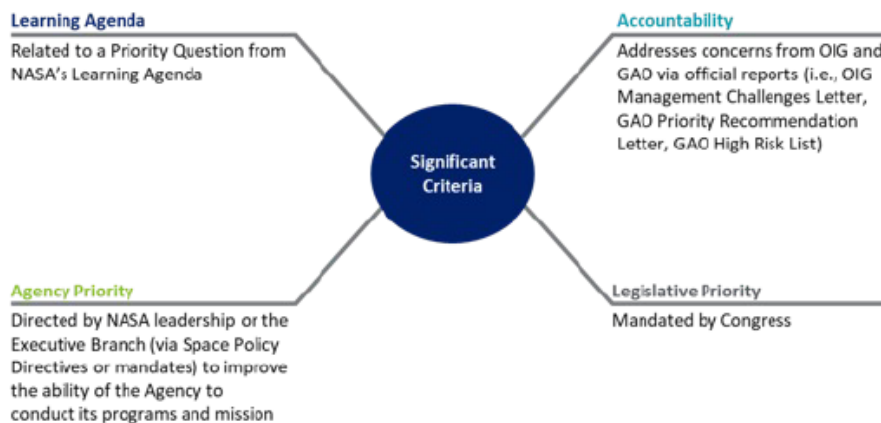 Learning Agenda
Related to a Priority Question from
NASA's Learning Agenda
Accountability
Addresses concerns from OIG and
GAO via official reports (i.e., OIG
Management Challenges Letter,
GAO Priority Recommendation
Letter, GAO High Risk List)
Significant
Criteria
Agency Priority
Directed by NASA leadership or the
Executive Branch (via Space Policy
Directives or mandates) to improve
the ability of the Agency to
conduct its programs and mission
Legislative Priority
Mandated by Congress